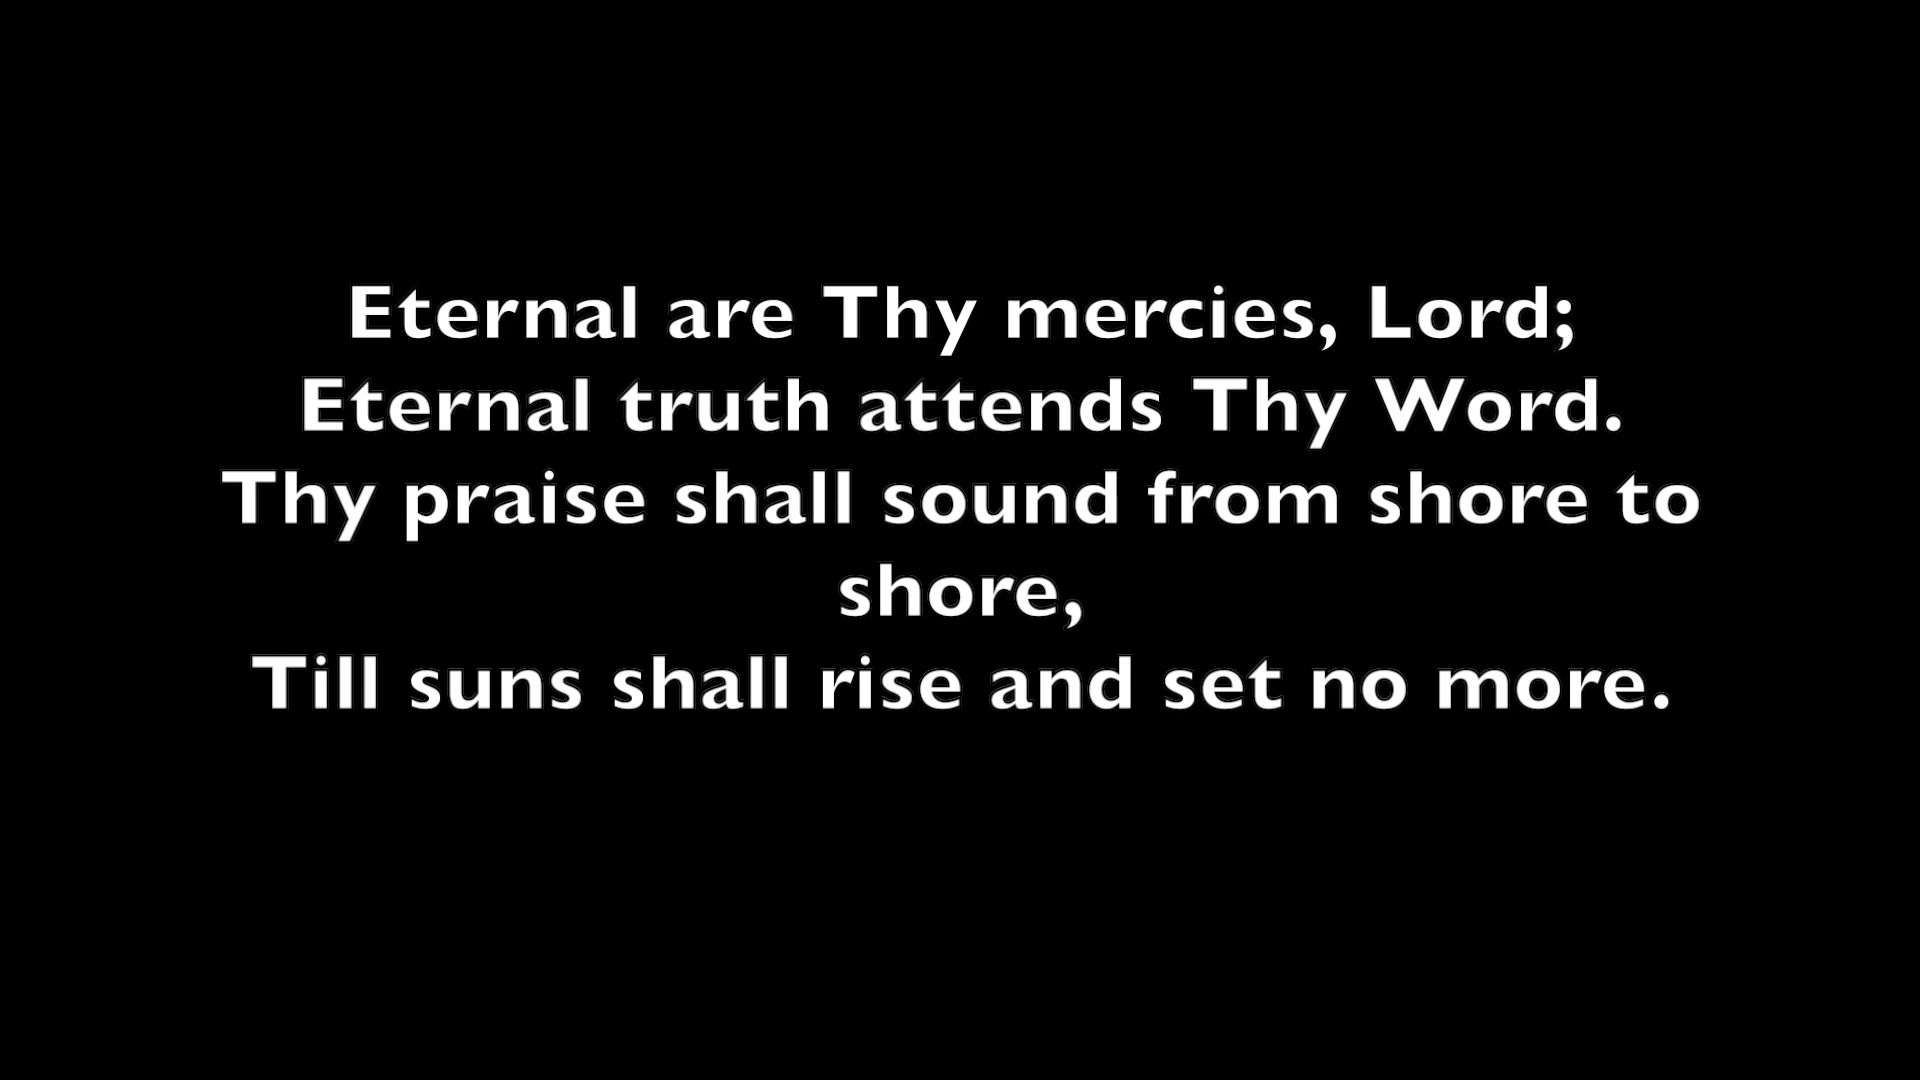 Eternal are Thy mercies, Lord;
Eternal truth attends Thy Word.
Thy praise shall sound from shore to
shore,
Till suns shall rise and set no more.